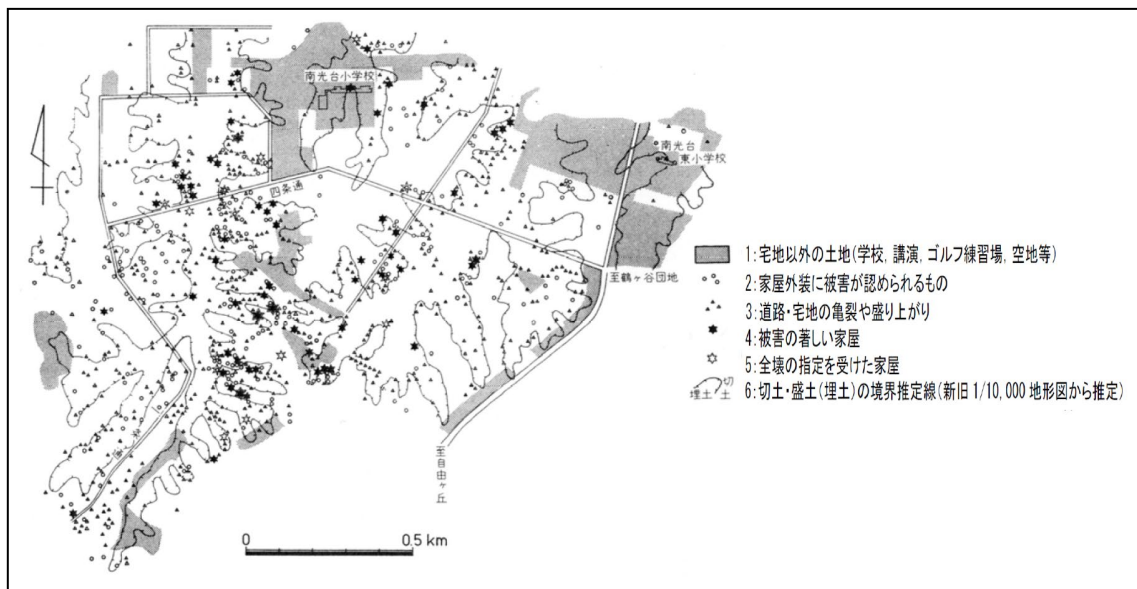 南光台小学校
南光台
東小学校
四条通
至鶴ヶ谷団地
至自由ヶ丘
0 0.5 km
1:宅地以外の土地(学校, 講演, ゴルフ練習場, 空地等)
2:家屋外装に被害が認められるもの
3:道路・宅地の亀裂や盛り上がり
4:被害の著しい家屋
5:全壊の指定を受けた家屋
埋土 切土
6:切土・盛土(埋土)の境界推定線(新旧 1/10,000 地形図から推定)